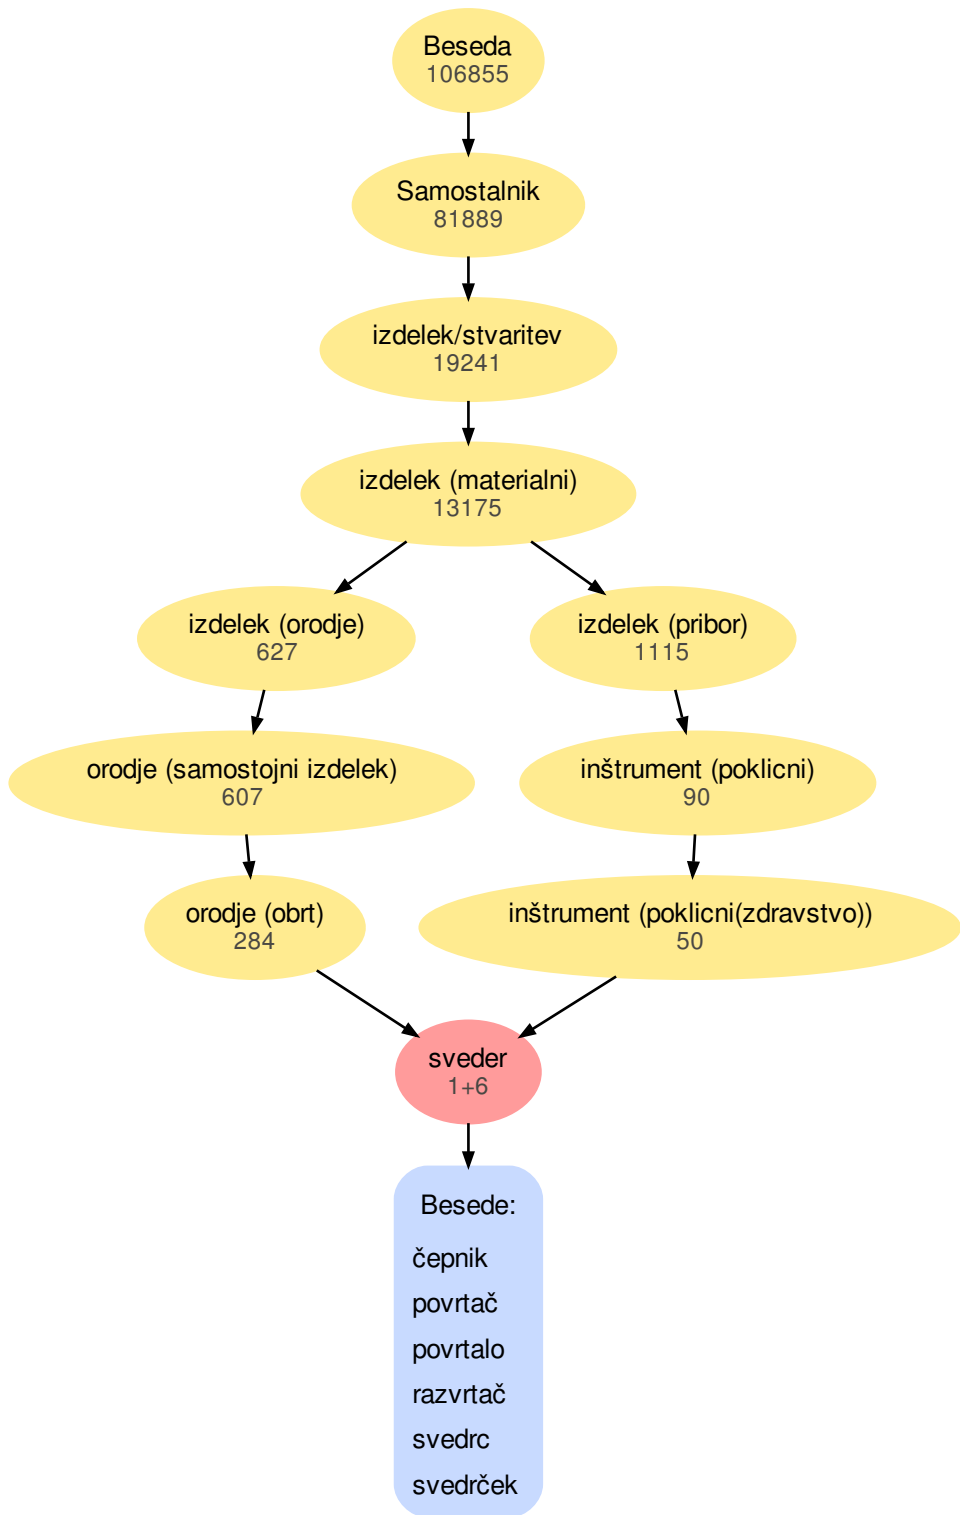 Beseda
106855
Samostalnik
81889
izdelek/stvaritev
19241
izdelek (materialni)
13175
izdelek (orodje)
627
izdelek (pribor)
1115
orodje (samostojni izdelek)
607
inštrument (poklicni)
90
orodje (obrt)
284
inštrument (poklicni(zdravstvo))
50
sveder
1+6
Besede:
čepnik
povrtač
povrtalo
razvrtač
svedrc
svedrček